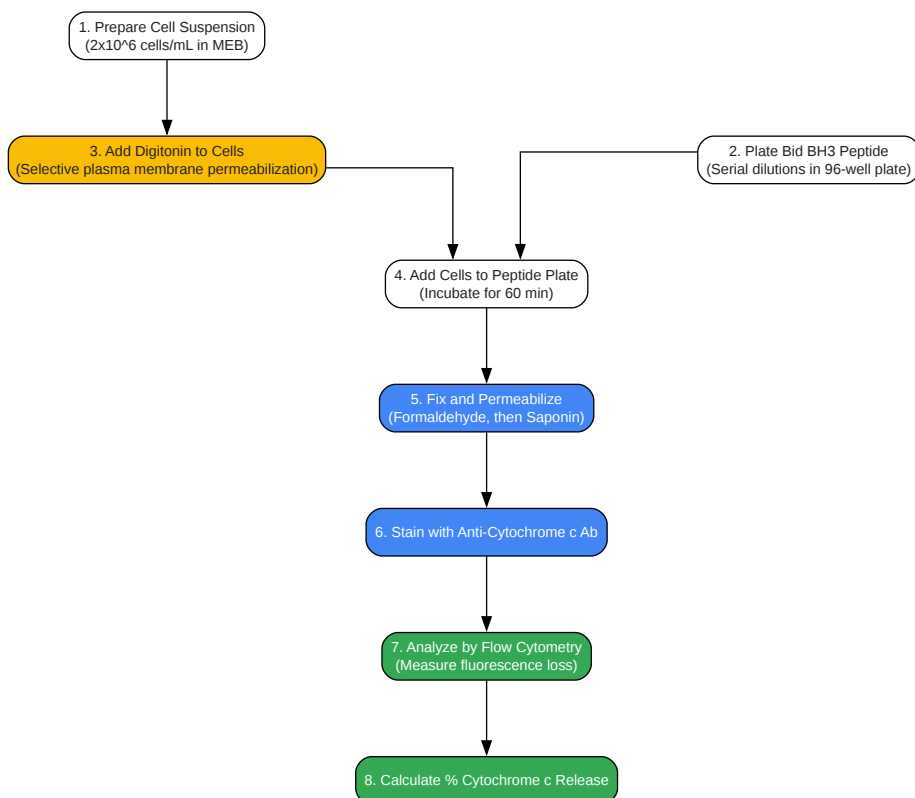 1. Prepare Cell Suspension
(2x10^6 cells/mL in MEB)
3. Add Digitonin to Cells
(Selective plasma membrane permeabilization)
2. Plate Bid BH3 Peptide
(Serial dilutions in 96-well plate)
4. Add Cells to Peptide Plate
(Incubate for 60 min)
5. Fix and Permeabilize
(Formaldehyde, then Saponin)
6. Stain with Anti-Cytochrome c Ab
7. Analyze by Flow Cytometry
(Measure fluorescence loss)
8. Calculate % Cytochrome c Release